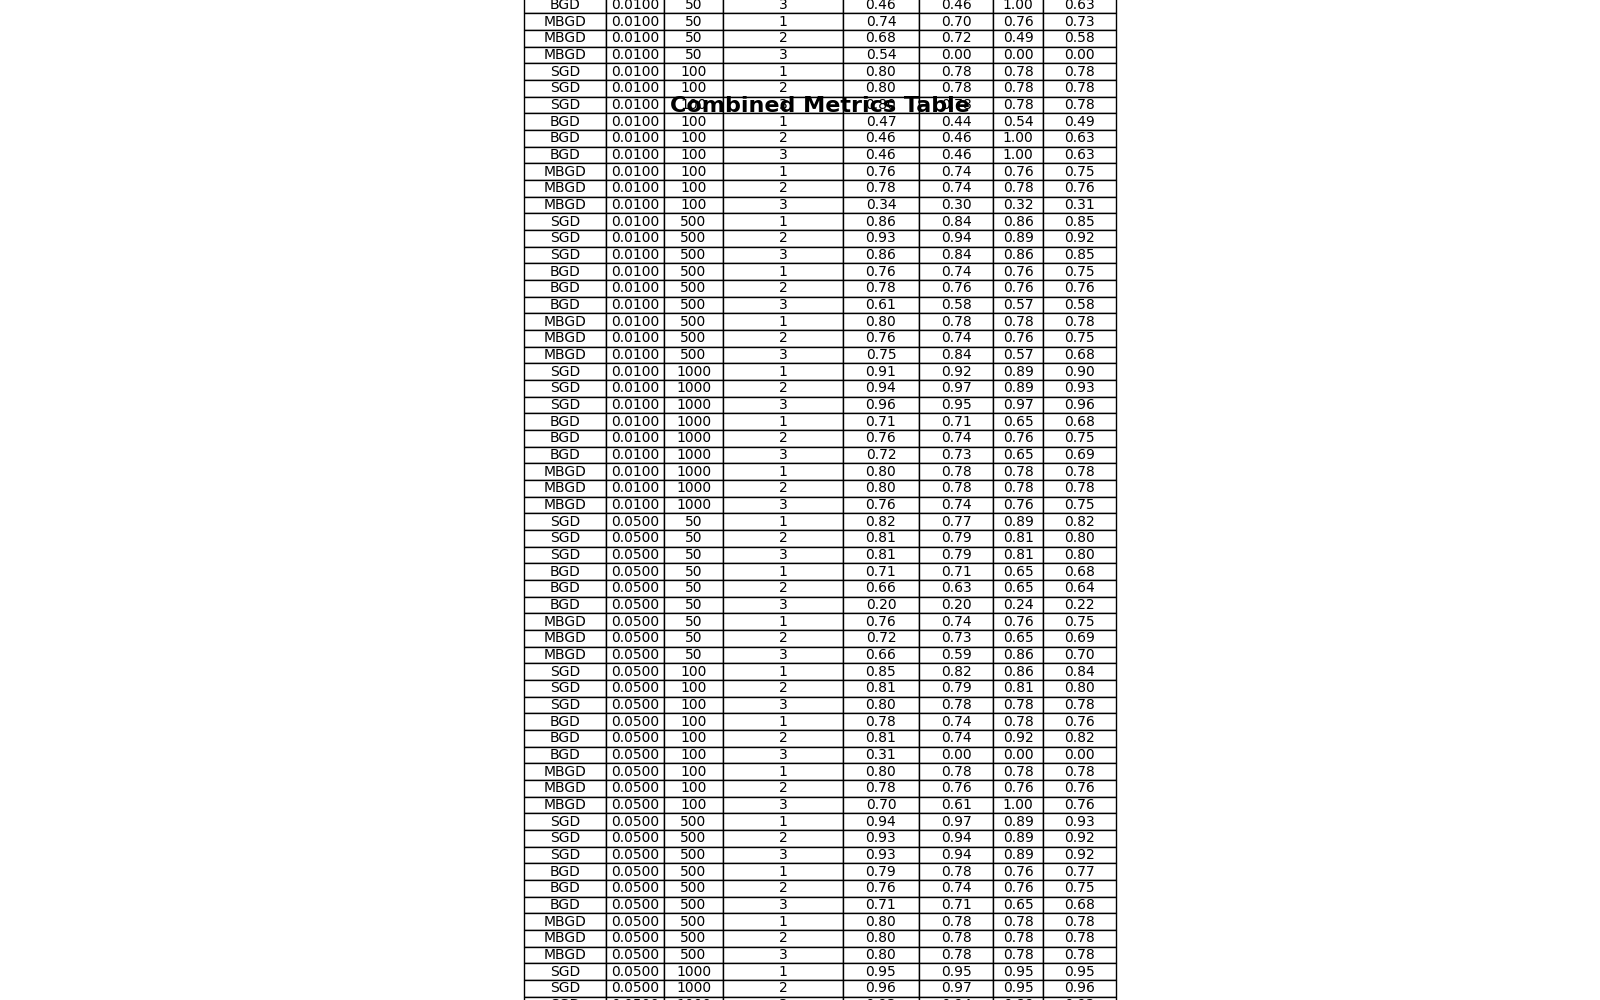 BGD 0.0100 50 3 0.46 0.46 1.00 0.63
MBGD 0.0100 50 1 0.74 0.70 0.76 0.73
MBGD 0.0100 50 2 0.68 0.72 0.49 0.58
MBGD 0.0100 50 3 0.54 0.00 0.00 0.00
SGD 0.0100 100 1 0.80 0.78 0.78 0.78
SGD 0.0100 100 2 0.80 0.78 0.78 0.78
Combined Metrics Table
SGD 0.0100 0.78 0.78
BGD 0.0100 100 1 0.47 0.44 0.54 0.49
BGD 0.0100 100 2 0.46 0.46 1.00 0.63
BGD 0.0100 100 3 0.46 0.46 1.00 0.63
MBGD 0.0100 100 1 0.76 0.74 0.76 0.75
MBGD 0.0100 100 2 0.78 0.74 0.78 0.76
MBGD 0.0100 100 3 0.34 0.30 0.32 0.31
SGD 0.0100 500 1 0.86 0.84 0.86 0.85
SGD 0.0100 500 2 0.93 0.94 0.89 0.92
SGD 0.0100 500 3 0.86 0.84 0.86 0.85
BGD 0.0100 500 1 0.76 0.74 0.76 0.75
BGD 0.0100 500 2 0.78 0.76 0.76 0.76
BGD 0.0100 500 3 0.61 0.58 0.57 0.58
MBGD 0.0100 500 1 0.80 0.78 0.78 0.78
MBGD 0.0100 500 2 0.76 0.74 0.76 0.75
MBGD 0.0100 500 3 0.75 0.84 0.57 0.68
SGD 0.0100 1000 1 0.91 0.92 0.89 0.90
SGD 0.0100 1000 2 0.94 0.97 0.89 0.93
SGD 0.0100 1000 3 0.96 0.95 0.97 0.96
BGD 0.0100 1000 1 0.71 0.71 0.65 0.68
BGD 0.0100 1000 2 0.76 0.74 0.76 0.75
BGD 0.0100 1000 3 0.72 0.73 0.65 0.69
MBGD 0.0100 1000 1 0.80 0.78 0.78 0.78
MBGD 0.0100 1000 2 0.80 0.78 0.78 0.78
MBGD 0.0100 1000 3 0.76 0.74 0.76 0.75
SGD 0.0500 50 1 0.82 0.77 0.89 0.82
SGD 0.0500 50 2 0.81 0.79 0.81 0.80
SGD 0.0500 50 3 0.81 0.79 0.81 0.80
BGD 0.0500 50 1 0.71 0.71 0.65 0.68
BGD 0.0500 50 2 0.66 0.63 0.65 0.64
BGD 0.0500 50 3 0.20 0.20 0.24 0.22
MBGD 0.0500 50 1 0.76 0.74 0.76 0.75
MBGD 0.0500 50 2 0.72 0.73 0.65 0.69
MBGD 0.0500 50 3 0.66 0.59 0.86 0.70
SGD 0.0500 100 1 0.85 0.82 0.86 0.84
SGD 0.0500 100 2 0.81 0.79 0.81 0.80
SGD 0.0500 100 3 0.80 0.78 0.78 0.78
BGD 0.0500 100 1 0.78 0.74 0.78 0.76
BGD 0.0500 100 2 0.81 0.74 0.92 0.82
BGD 0.0500 100 3 0.31 0.00 0.00 0.00
MBGD 0.0500 100 1 0.80 0.78 0.78 0.78
MBGD 0.0500 100 2 0.78 0.76 0.76 0.76
MBGD 0.0500 100 3 0.70 0.61 1.00 0.76
SGD 0.0500 500 1 0.94 0.97 0.89 0.93
SGD 0.0500 500 2 0.93 0.94 0.89 0.92
SGD 0.0500 500 3 0.93 0.94 0.89 0.92
BGD 0.0500 500 1 0.79 0.78 0.76 0.77
BGD 0.0500 500 2 0.76 0.74 0.76 0.75
BGD 0.0500 500 3 0.71 0.71 0.65 0.68
MBGD 0.0500 500 1 0.80 0.78 0.78 0.78
MBGD 0.0500 500 2 0.80 0.78 0.78 0.78
MBGD 0.0500 500 3 0.80 0.78 0.78 0.78
SGD 0.0500 1000 1 0.95 0.95 0.95 0.95
SGD 0.0500 1000 2 0.96 0.97 0.95 0.96